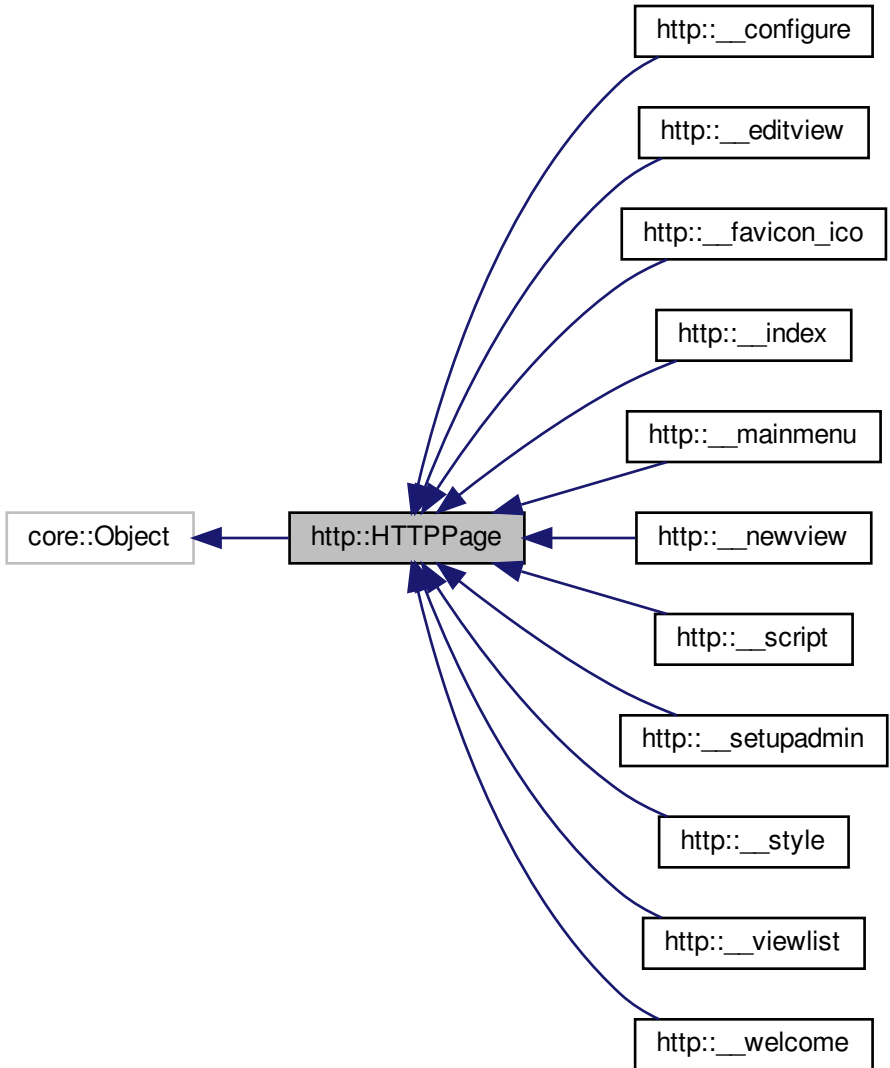 http::__configure
http::__editview
http::__favicon_ico
http::__index
http::__mainmenu
core::Object
http::HTTPPage
http::__newview
http::__script
http::__setupadmin
http::__style
http::__viewlist
http::__welcome